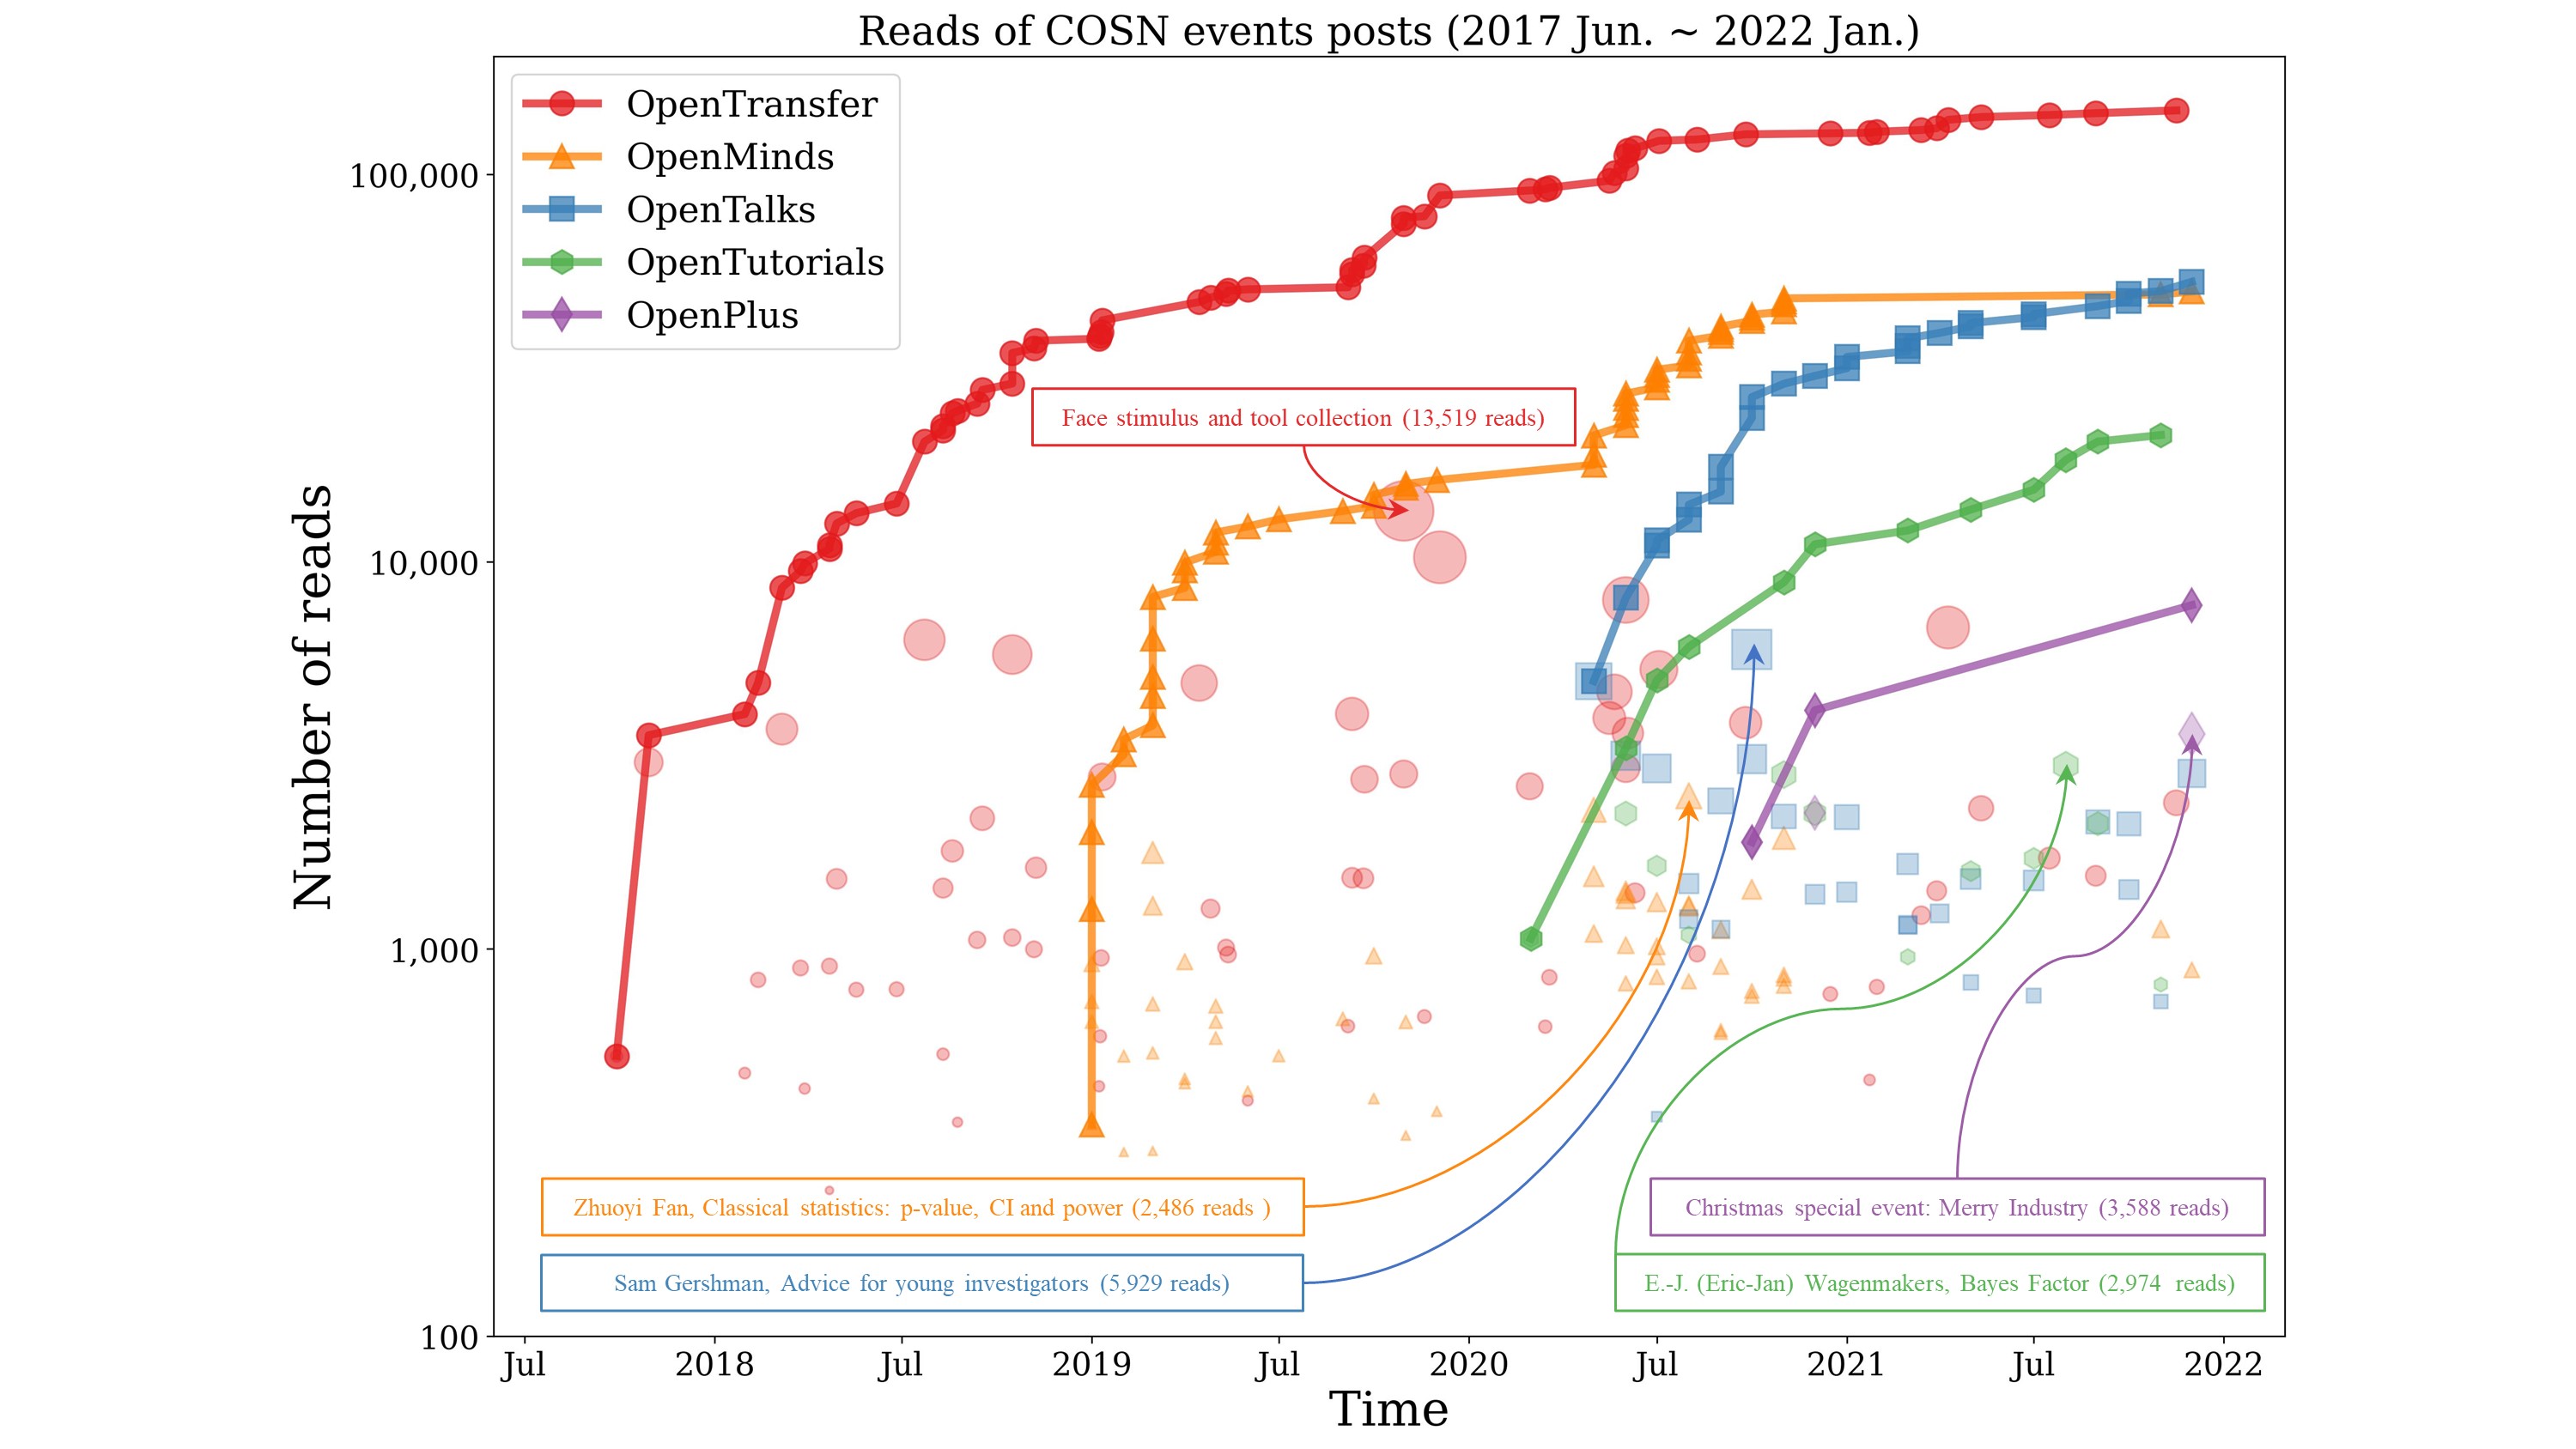 Reads of COSN events posts (2017 Jun. ~ 2022 Jan.)
OpenTransfer
OpenMinds
OpenTalks
OpenTutorials
OpenPlus
Number of reads
100,000
10,000
1,000
100
Face stimulus and tool collection (13,519 reads)
Zhuoyi Fan, Classical statistics: p-value, CI and power (2,486 reads )
Christmas special event: Merry Industry (3,588 reads)
Sam Gershman, Advice for young investigators (5,929 reads)
E.-J. (Eric-Jan) Wagenmakers, Bayes Factor (2,974 reads)
Jul 2018 Jul 2019 Jul 2020 Jul 2021 Jul 2022
Time